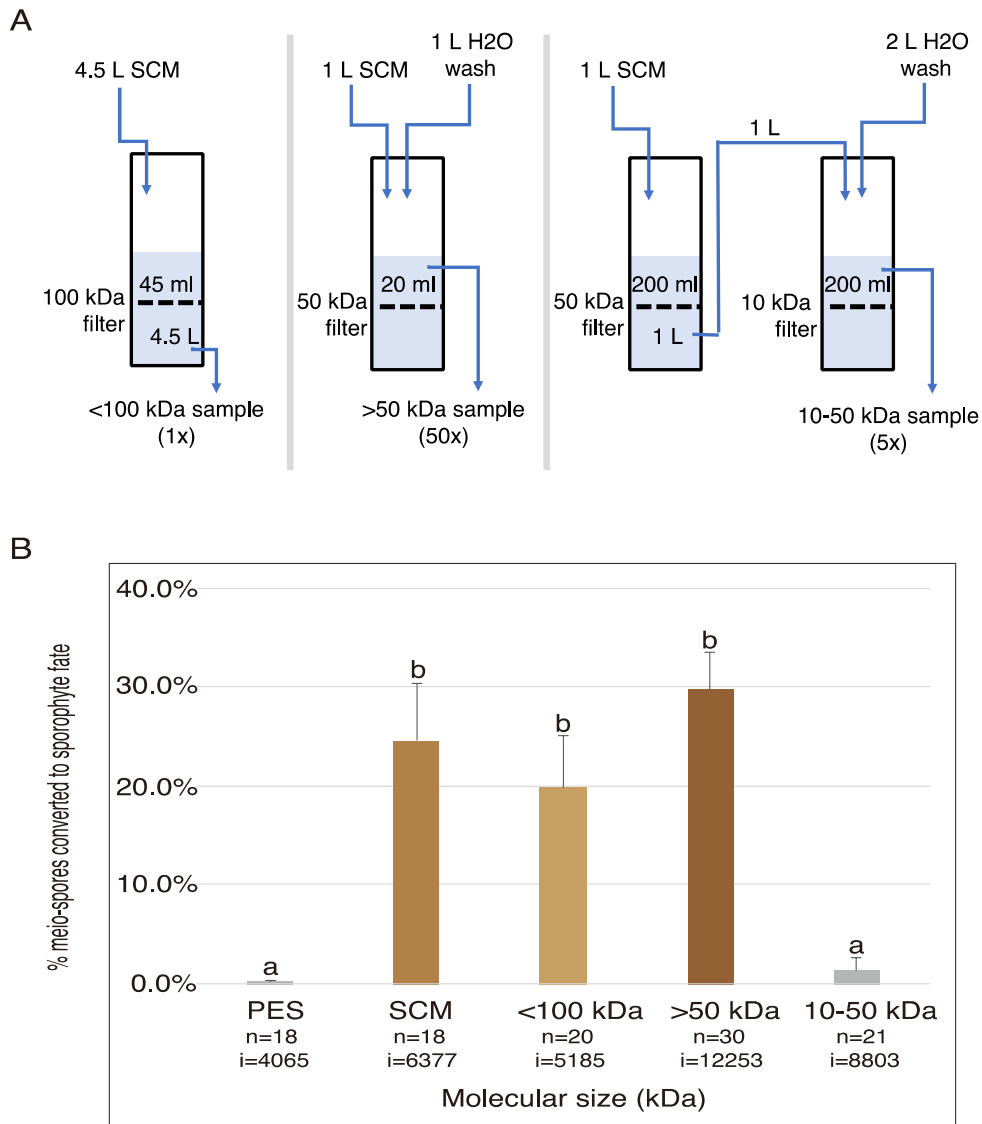 A
4.5 L SCM
45 ml
100 kDa
filter
4.5 L
<100 kDa sample
(1x)
1 L SCM
1 L H2O
wash
20 ml
50 kDa
filter
>50 kDa sample
(50x)
1 L SCM
1 L
2 L H2O
wash
200 ml
50 kDa
filter
1 L
200 ml
10 kDa
filter
10-50 kDa sample
(5x)
B
% meio-spores converted to sporophyte fate
40.0%
30.0%
20.0%
10.0%
0.0%
a
b
b
b
a
PES
n=18
i=4065
SCM
n=18
i=6377
<100 kDa
n=20
i=5185
>50 kDa
n=30
i=12253
10-50 kDa
n=21
i=8803
Molecular size (kDa)